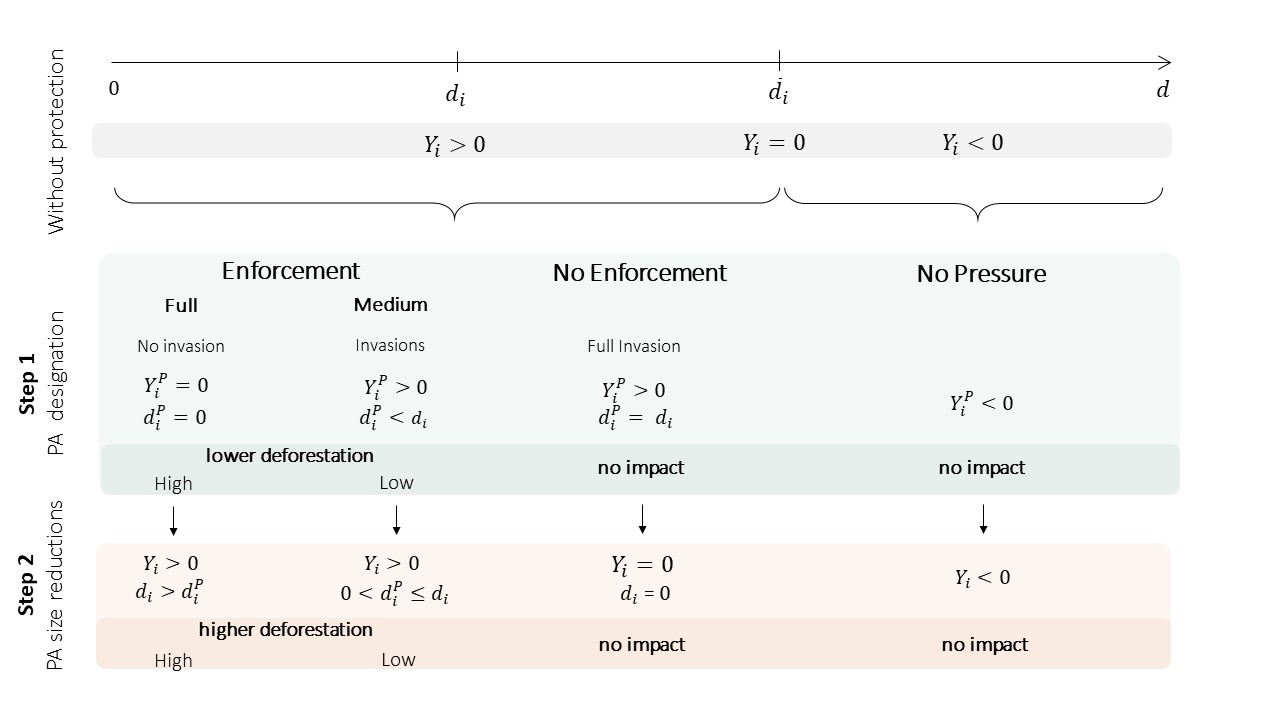 Without protection
0
d_i
ḋ_i
d
Y_i > 0
Y_i = 0
Y_i < 0
Step 1
PA designation
Enforcement
No Enforcement
No Pressure
Full
Medium
No invasion
Invasions
Full Invasion
Y_i^P = 0
Y_i^P > 0
Y_i^P > 0
Y_i^P < 0
d_i^P = 0
d_i^P < d_i
d_i^P = d_i
lower deforestation
no impact
no impact
High
Low
Step 2
PA size reductions
Y_i > 0
Y_i > 0
Y_i = 0
Y_i < 0
d_i > d_i^P
0 < d_i^P ≤ d_i
d_i = 0
higher deforestation
no impact
no impact
High
Low